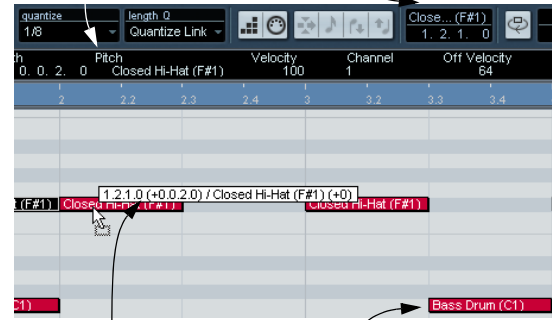 quantize
length Q
Close... (F#1)
1/8
Quantize Link
1. 2. 1. 0
th
Pitch
Velocity
Channel
Off Velocity
0. 0. 2. 0
Closed Hi-Hat (F#1)
100
1
64
2
2.2
2.3
2.4
3
3.2
3.3
3.4
1.2.1.0 (+0.0.2.0) / Closed Hi-Hat (F#1) (+0)
t (F#1)
Closed Hi-Hat (F#1)
Closed Hi-Hat (F#1)
C1)
Bass Drum (C1)